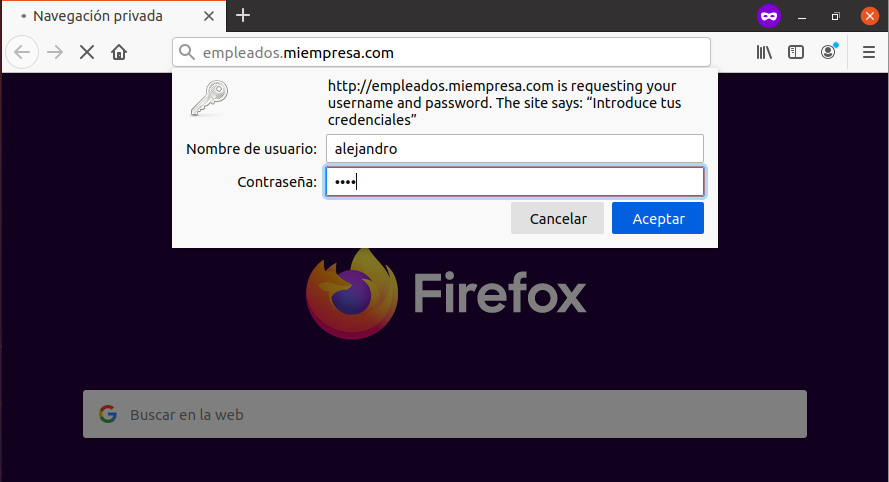 Navegación privada
empleados.miempresa.com
http://empleados.miempresa.com is requesting your
username and password. The site says: “Introduce tus
credenciales”
Nombre de usuario: alejandro
Contraseña: ••••
Cancelar Aceptar
Firefox
Buscar en la web